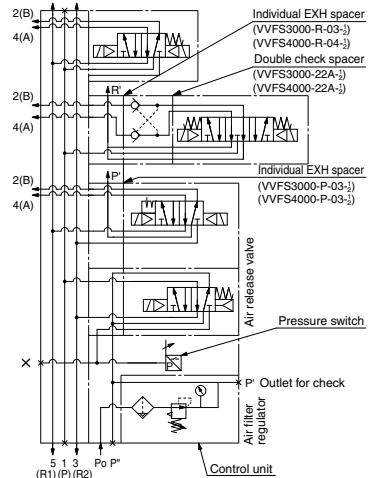 Individual EXH spacer
2(B)
(VVFS3000-R-03-½)
4(A)
(VVFS4000-R-04-½)
Double check spacer
(VVFS3000-22A-½)
(VVFS4000-22A-½)
R'
2(B)
4(A)
Individual EXH spacer
2(B)
P'
(VVFS3000-P-03-½)
4(A)
(VVFS4000-P-03-½)
Air release valve
Pressure switch
X
P
P' Outlet for check
Air filter
regulator
5 1 3 Po P"
(R1) (P) (R2)
Control unit